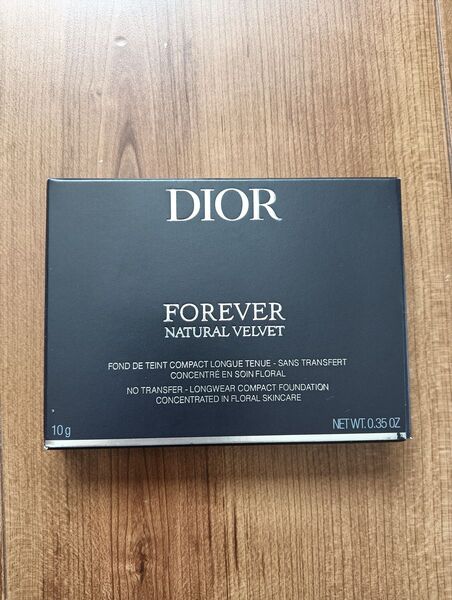 DIOR
FOREVER
NATURAL VELVET
FOND DE TEINT COMPACT LONGUE TENUE - SANS TRANSFERT
CONCENTRÉ EN SOIN FLORAL
NO TRANSFER - LONGWEAR COMPACT FOUNDATION
CONCENTRATED IN FLORAL SKINCARE
10 g
NET WT. 0.35 OZ